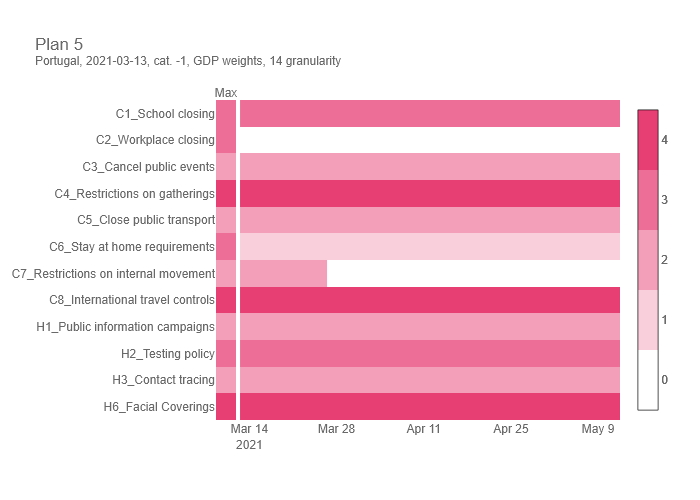 Plan 5
Portugal, 2021-03-13, cat. -1, GDP weights, 14 granularity
Max
C1_School closing
C2_Workplace closing
C3_Cancel public events
C4_Restrictions on gatherings
C5_Close public transport
C6_Stay at home requirements
C7_Restrictions on internal movement
C8_International travel controls
H1_Public information campaigns
H2_Testing policy
H3_Contact tracing
H6_Facial Coverings
Mar 14 Mar 28 Apr 11 Apr 25 May 9
2021
4
3
2
1
0